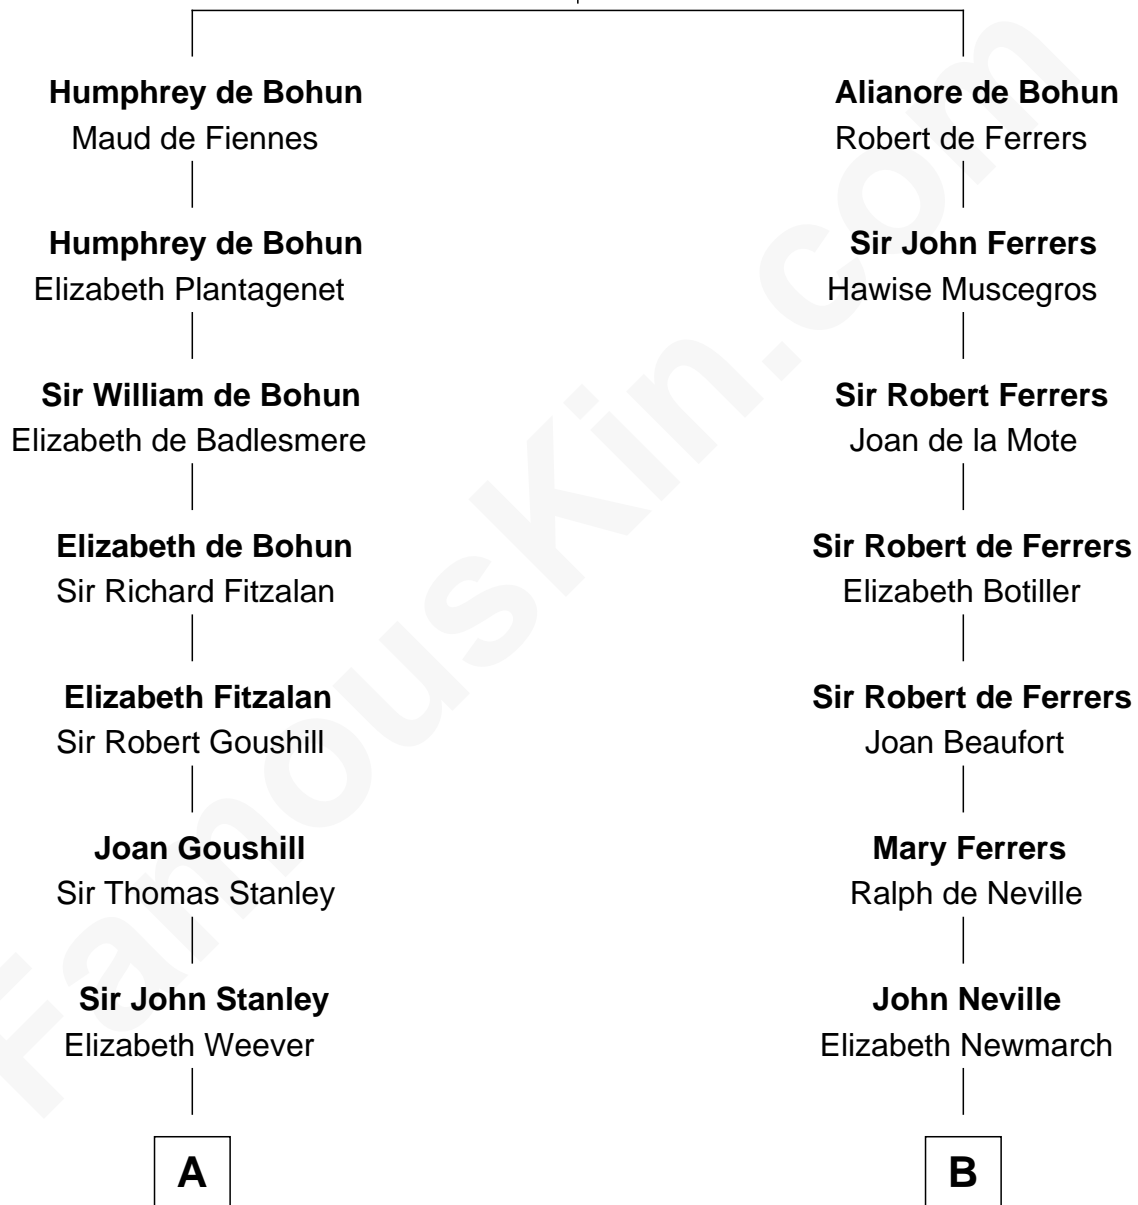 Humphrey de Bohun
Maud de Fiennes
Humphrey de Bohun
Elizabeth Plantagenet
Sir William de Bohun
Elizabeth de Badlesmere
Elizabeth de Bohun
Sir Richard Fitzalan
Elizabeth Fitzalan
Sir Robert Goushill
Joan Goushill
Sir Thomas Stanley
Sir John Stanley
Elizabeth Weever
A
Alianore de Bohun
Robert de Ferrers
Sir John Ferrers
Hawise Muscegros
Sir Robert Ferrers
Joan de la Mote
Sir Robert de Ferrers
Elizabeth Botiller
Sir Robert de Ferrers
Joan Beaufort
Mary Ferrers
Ralph de Neville
John Neville
Elizabeth Newmarch
B
FamousKin.com